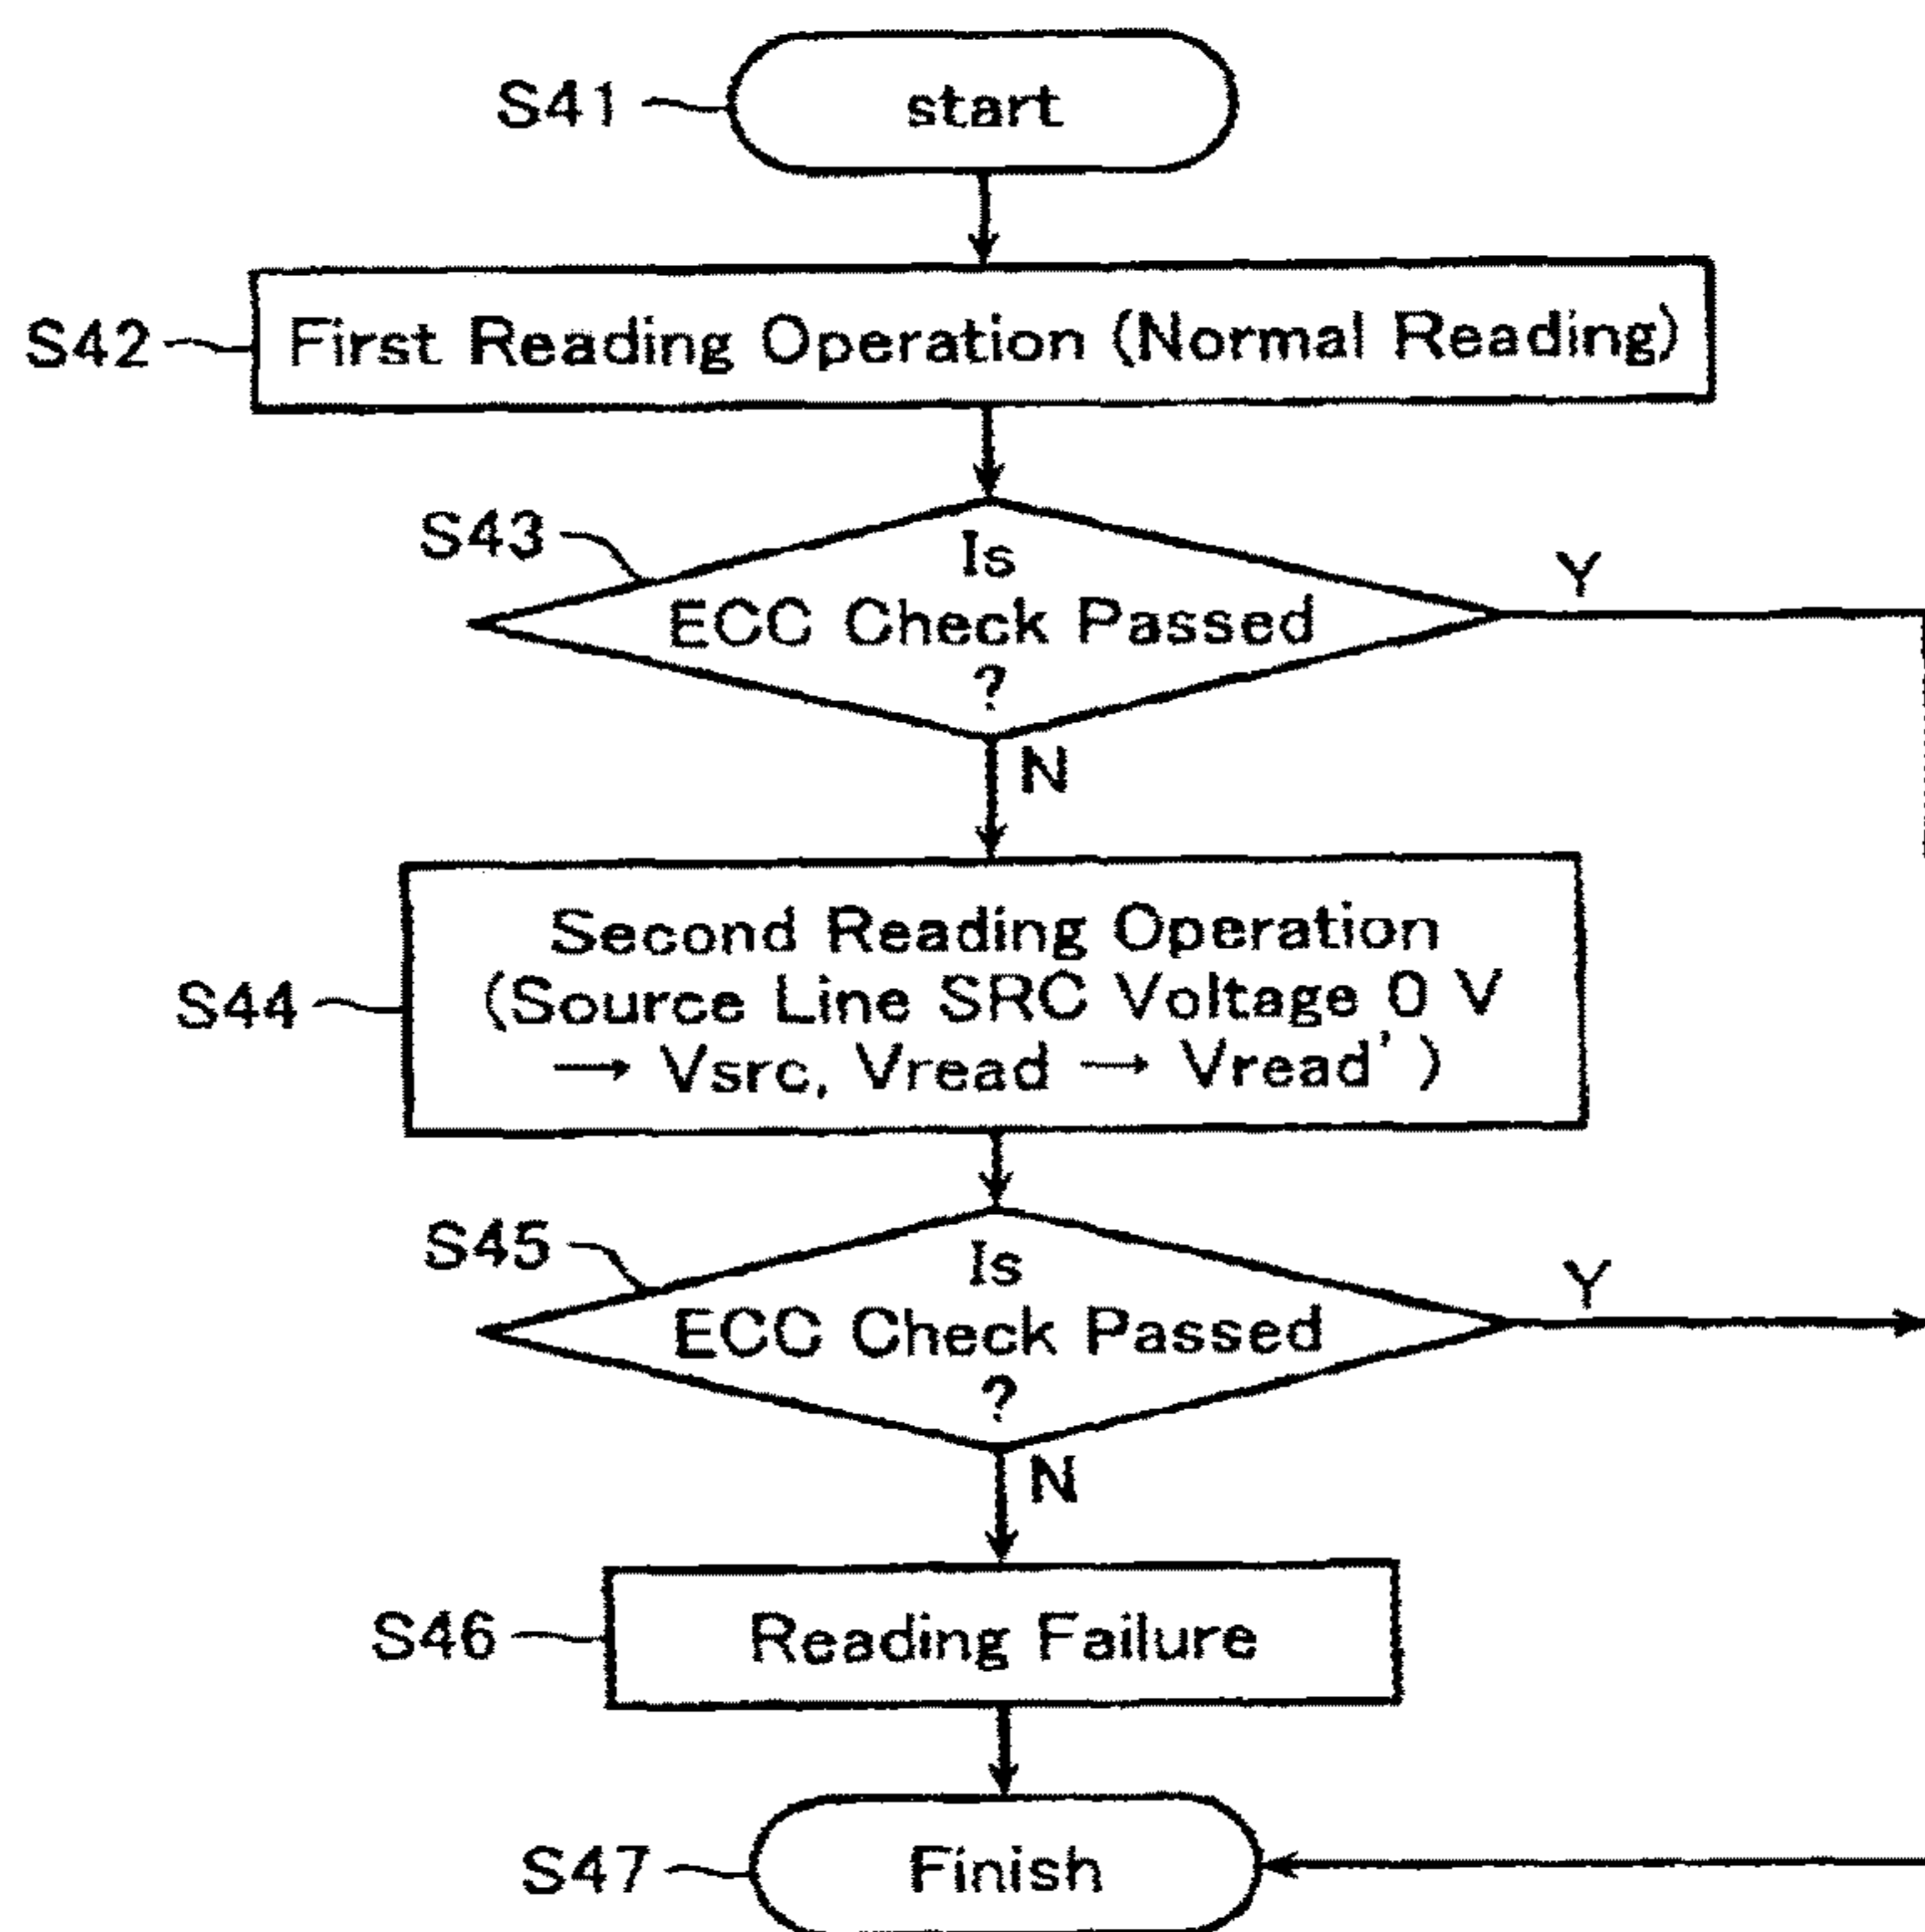 S41
start
S42
First Reading Operation (Normal Reading)
S43
Is
ECC Check Passed
?
Y
N
S44
Second Reading Operation
(Source Line SRC Voltage 0 V
→ Vsrc, Vread → Vread')
S45
Is
ECC Check Passed
?
Y
N
S46
Reading Failure
S47
Finish